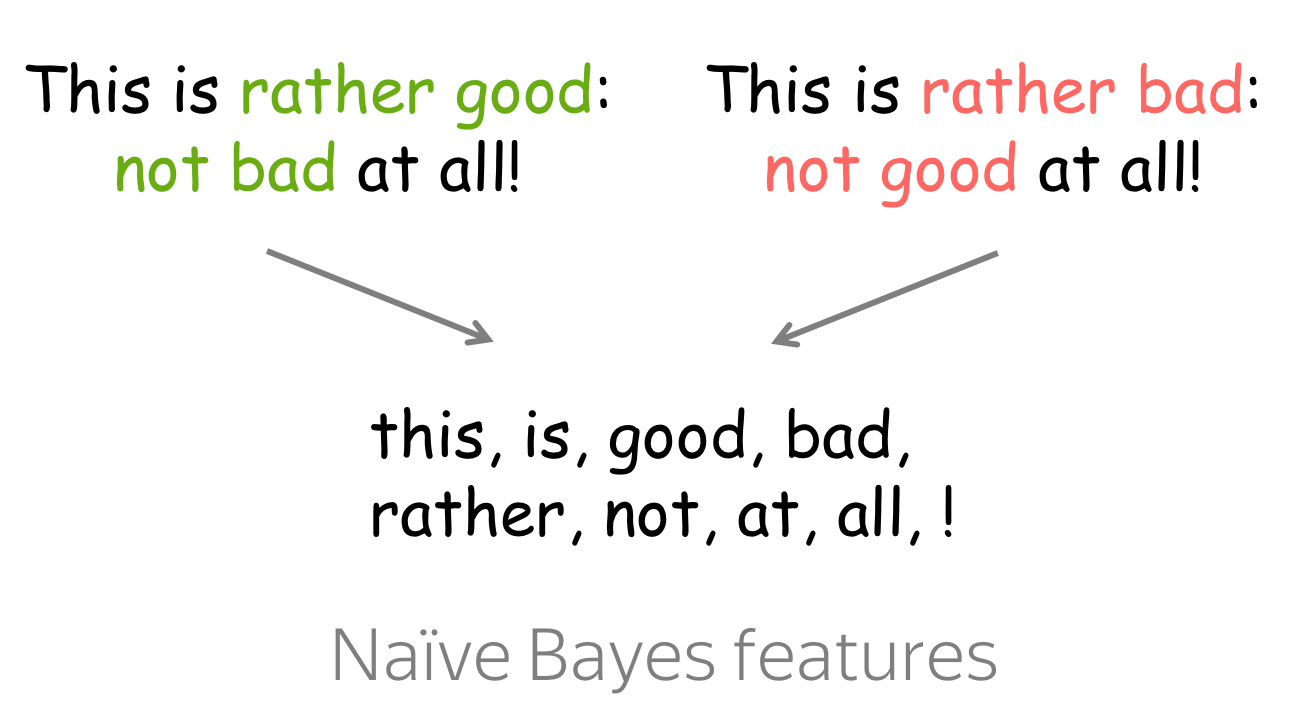 This is rather good:
not bad at all!
This is rather bad:
not good at all!
this, is, good, bad,
rather, not, at, all, !
Naïve Bayes features